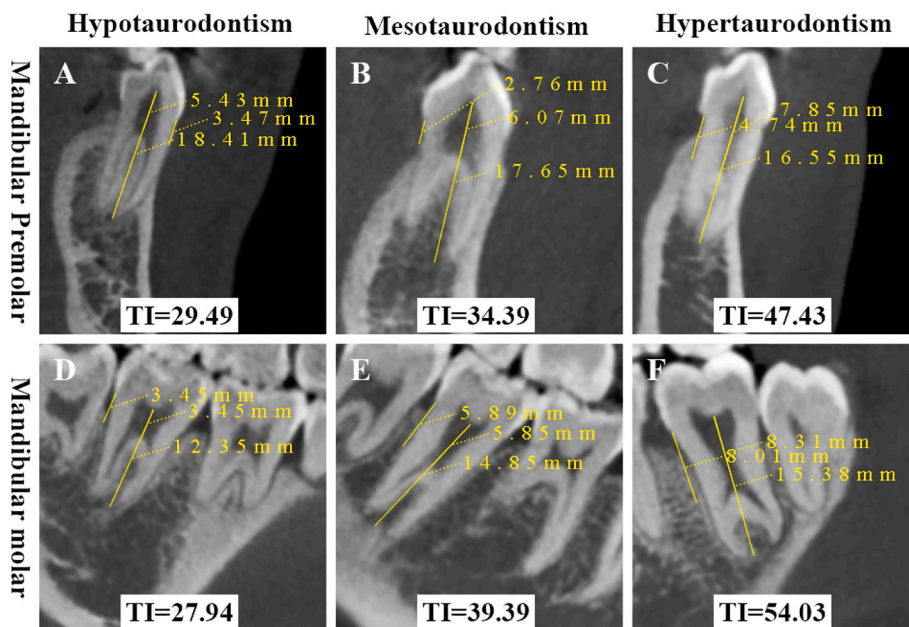 Hypotaurodontism
Mesotaurodontism
Hypertaurodontism
Mandibular Premolar
A
5.43mm
3.47mm
18.41mm
TI=29.49
B
2.76mm
6.07mm
17.65mm
TI=34.39
C
7.85mm
4.74mm
16.55mm
TI=47.43
Mandibular molar
D
3.45mm
3.45mm
12.35mm
TI=27.94
E
5.89mm
5.85mm
14.85mm
TI=39.39
F
8.31mm
8.01mm
15.38mm
TI=54.03